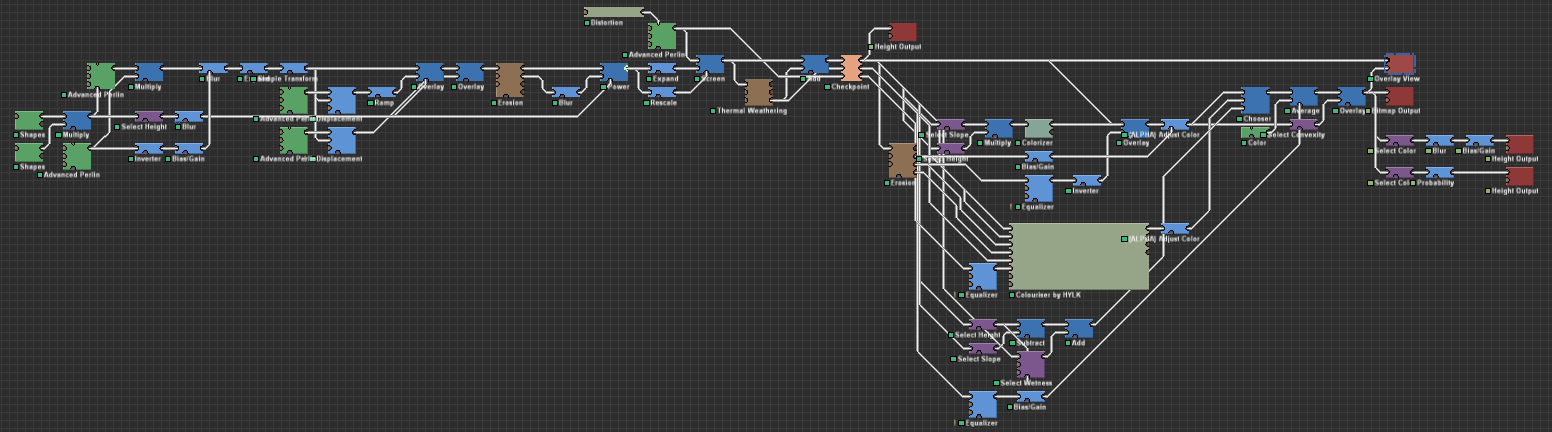 Distortion
Advanced Perlin
Height Output
Advanced Perlin
Multiply
Blur
Simple Transform
Ramp
Overlay
Overlay
Erosion
Blur
Power
Expand
Rescale
Screen
Thermal Weathering
Checkpoint
Overlay View
Shapes
Multiply
Select Height
Blur
Advanced Perlin
Displacement
Shapes
Advanced Perlin
Inverter
Bias/Gain
Advanced Perlin
Displacement
Erosion
Select Slope
Select Height
Multiply
Colorizer
Overlay
(ALPHA) Adjust Color
Bias/Gain
! Equalizer
Inverter
Chooser
Color
Average
Select Convexity
Overlay
Bitmap Output
Select Color
Blur
Bias/Gain
Height Output
Probability
Height Output
(ALPHA) Adjust Color
! Equalizer
Colouriser by HYLK
Select Height
Subtract
Add
Select Slope
Select Wetness
! Equalizer
Bias/Gain